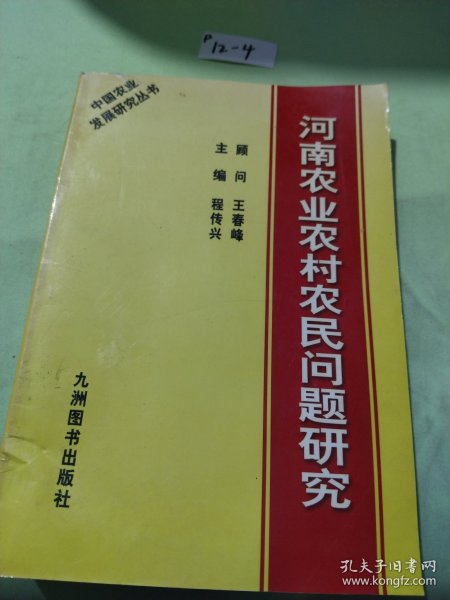 P12-4
中国农业
发展研究丛书
河南农业农村农民问题研究
顾问 王春峰
主编 程传兴
九洲图书出版社
孔夫子旧书网
www.kongfz.com